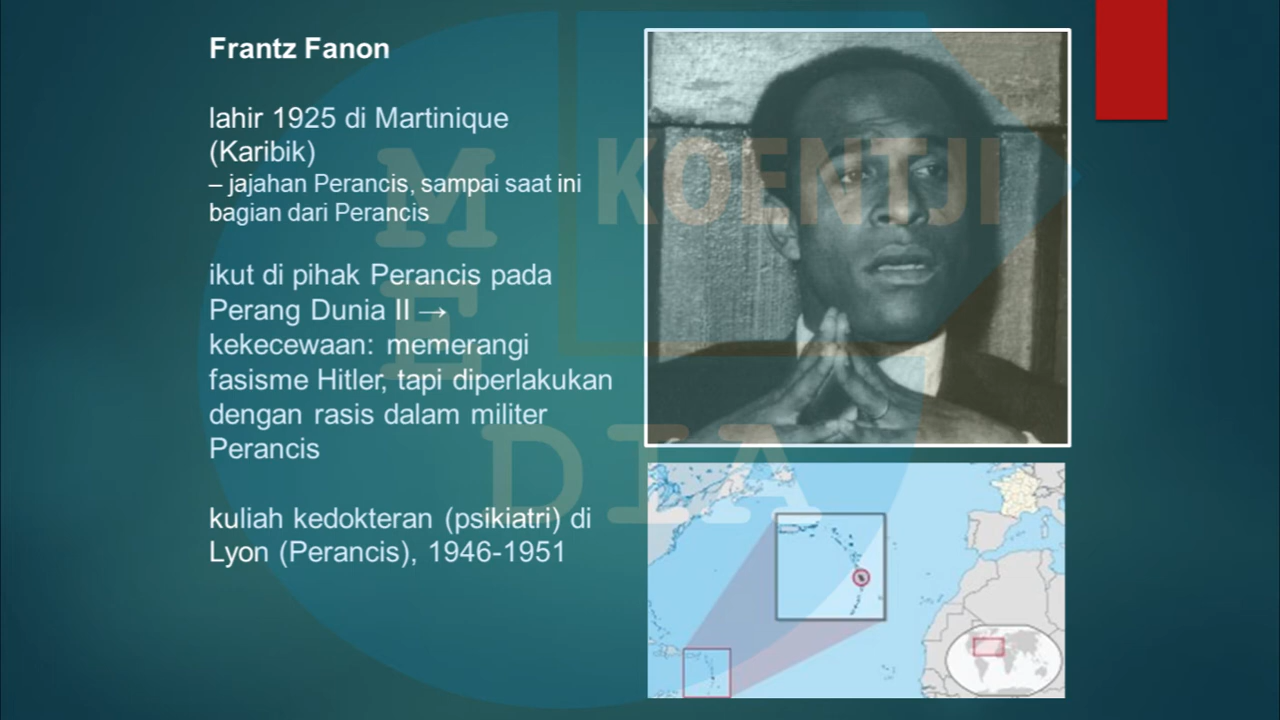 Frantz Fanon
lahir 1925 di Martinique
(Karibik)
– jajahan Perancis, sampai saat ini
bagian dari Perancis
ikut di pihak Perancis pada
Perang Dunia II →
kekecewaan: memerangi
fasisme Hitler, tapi diperlakukan
dengan rasis dalam militer
Perancis
kuliah kedokteran (psikiatri) di
Lyon (Perancis), 1946-1951
KOENTJI
M
E
DIA